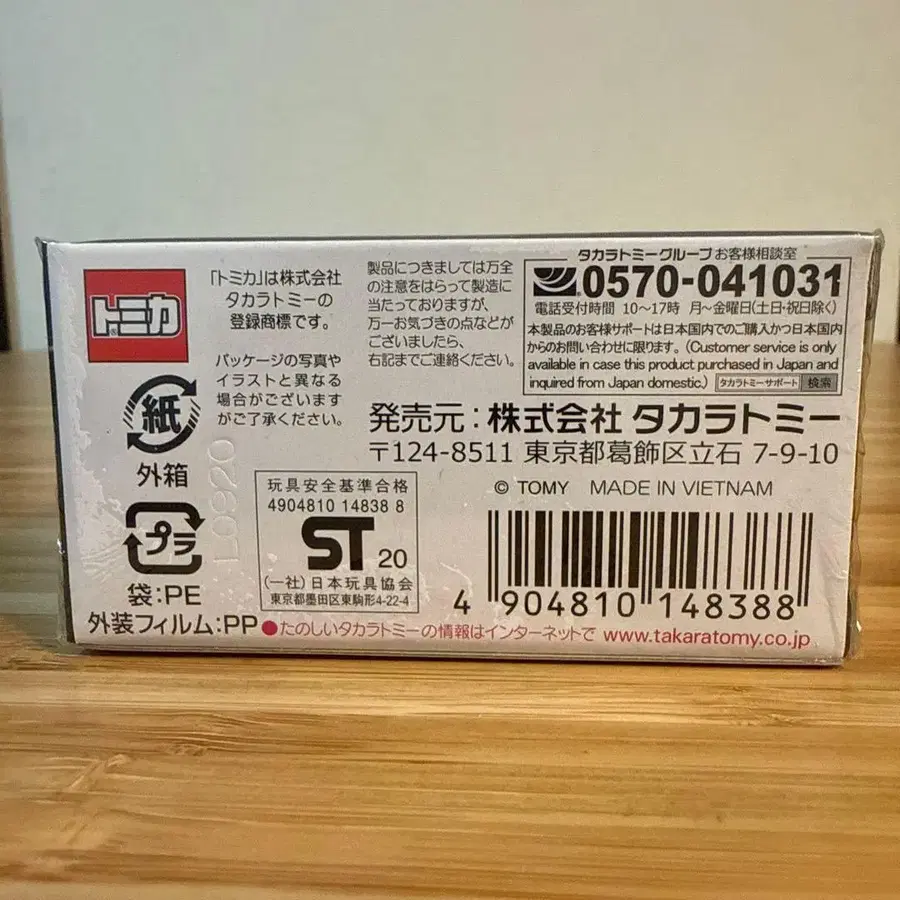 トミカ
「トミカ」は株式会社
タカラトミーの
登録商標です。
パッケージの写真や
イラストと異なる
場合がございます
がご了承ください。
製品につきましては万全
の注意をはらって製造に
当たっておりますが、
万一お気づきの点などが
ございましたら、
右記までご連絡ください。
タカラトミーグループ お客様相談室
0570-041031
電話受付時間 10〜17時 月〜金曜日(土日・祝日除く)
本製品のお客様サポートは日本国内でのご購入かつ日本国内
からのお問い合わせに限ります。(Customer service is only
available in case this product purchased in Japan and
inquired from Japan domestic.) タカラトミーサポート 検索
発売元:株式会社 タカラトミー
〒124-8511 東京都葛飾区立石 7-9-10
© TOMY MADE IN VIETNAM
紙
外箱
プラ
袋:PE
外装フィルム:PP
L0920
玩具安全基準合格
4904810 14838 8
ST 20
(一社)日本玩具協会
東京都墨田区東駒形4-22-4
4 904810 148388
●たのしいタカラトミーの情報はインターネットで www.takaratomy.co.jp